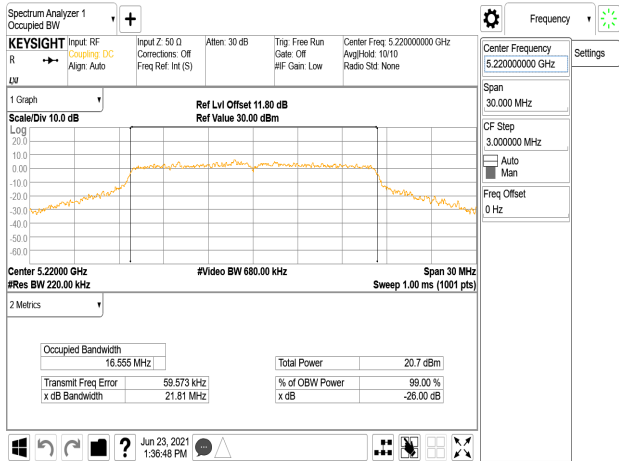 Spectrum Analyzer 1
Occupied BW
Frequency
KEYSIGHT
R
LXI
Input: RF
Coupling: DC
Align: Auto
Input Z: 50 Ω
Corrections: Off
Freq Ref: Int (S)
Atten: 30 dB
Trig: Free Run
Gate: Off
#IF Gain: Low
Center Freq: 5.220000000 GHz
Avg|Hold: 10/10
Radio Std: None
Center Frequency
5.220000000 GHz
Settings
Span
30.000 MHz
CF Step
3.000000 MHz
Auto
Man
Freq Offset
0 Hz
1 Graph
Scale/Div 10.0 dB
Ref Lvl Offset 11.80 dB
Ref Value 30.00 dBm
Log
20.0
10.0
0.00
-10.0
-20.0
-30.0
-40.0
-50.0
-60.0
Center 5.22000 GHz
#Video BW 680.00 kHz
Span 30 MHz
#Res BW 220.00 kHz
Sweep 1.00 ms (1001 pts)
2 Metrics
Occupied Bandwidth
16.555 MHz
Total Power 20.7 dBm
Transmit Freq Error 59.573 kHz
% of OBW Power 99.00 %
x dB Bandwidth 21.81 MHz
x dB -26.00 dB
?
Jun 23, 2021
1:36:48 PM